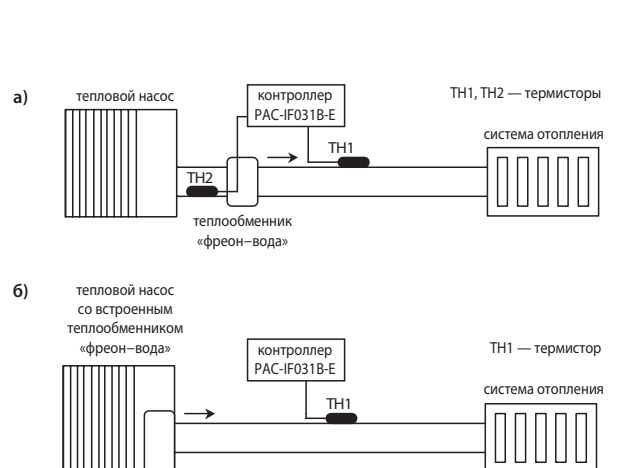 а)
тепловой насос
контроллер
PAC-IF031B-E
TH1, TH2 — термисторы
TH1
система отопления
TH2
теплообменник
«фреон–вода»
б)
тепловой насос
со встроенным
теплообменником
«фреон–вода»
контроллер
PAC-IF031B-E
TH1 — термистор
система отопления
TH1